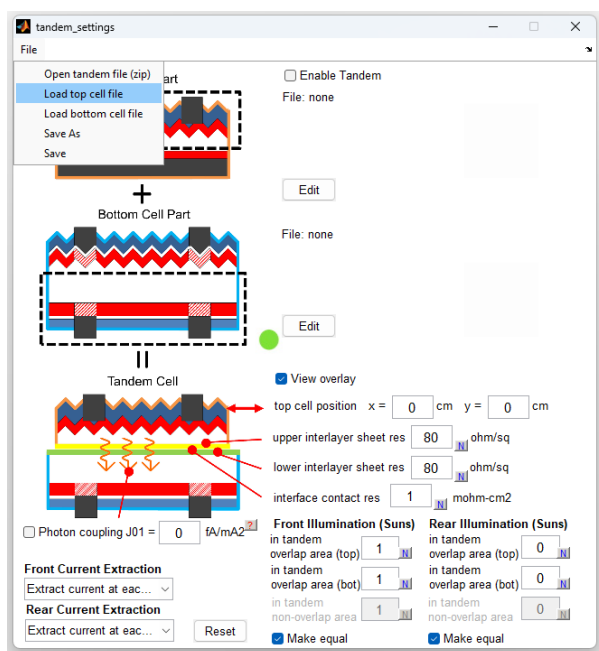 tandem_settings
File
Open tandem file (zip)
Load top cell file
Load bottom cell file
Save As
Save
art
Enable Tandem
File: none
Edit
+
Bottom Cell Part
File: none
Edit
Tandem Cell
View overlay
top cell position x = 0 cm y = 0 cm
upper interlayer sheet res 80 N ohm/sq
lower interlayer sheet res 80 N ohm/sq
interface contact res 1 N mohm-cm2
Photon coupling J01 = 0 fA/mA2 ?
Front Current Extraction
Extract current at eac...
Rear Current Extraction
Extract current at eac...
Reset
Front Illumination (Suns)
in tandem
overlap area (top) 1 N
in tandem
overlap area (bot) 1 N
in tandem
non-overlap area 1 N
Make equal
Rear Illumination (Suns)
in tandem
overlap area (top) 0 N
in tandem
overlap area (bot) 0 N
in tandem
non-overlap area 0 N
Make equal